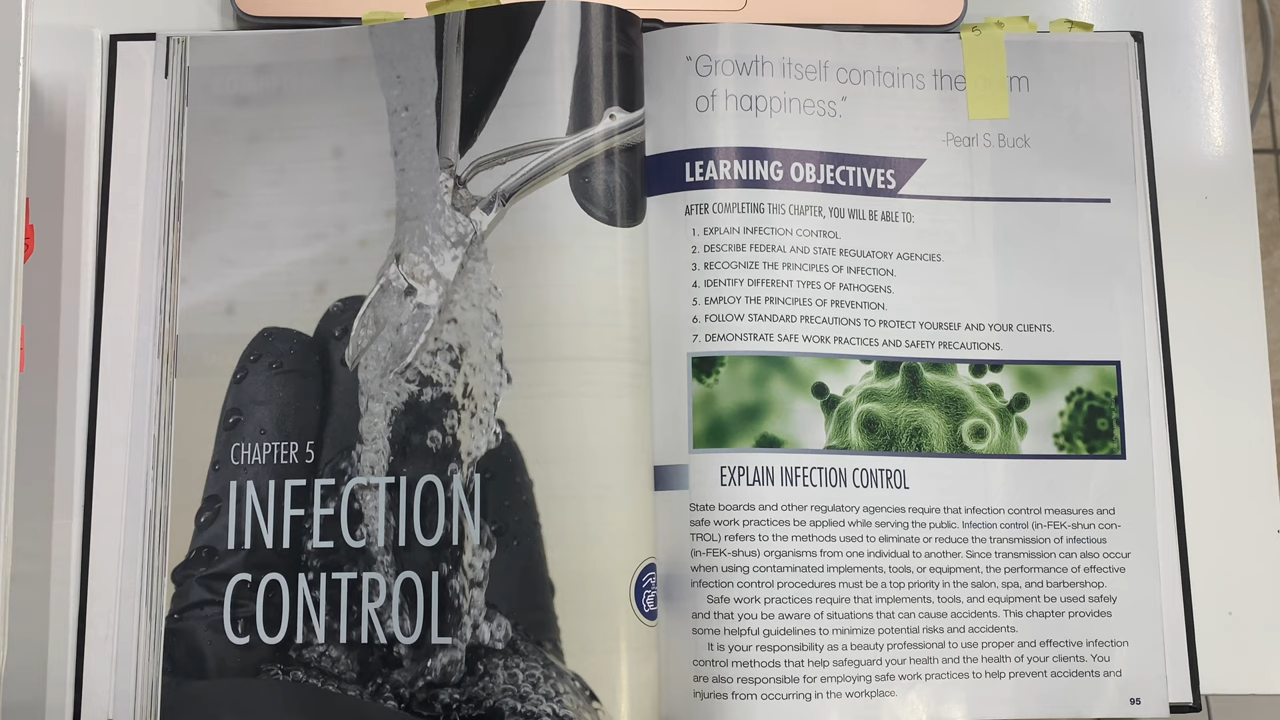 CHAPTER 5
INFECTION
CONTROL
5
6
7
"Growth itself contains the
of happiness."
-Pearl S. Buck
LEARNING OBJECTIVES
AFTER COMPLETING THIS CHAPTER, YOU WILL BE ABLE TO:
1. EXPLAIN INFECTION CONTROL.
2. DESCRIBE FEDERAL AND STATE REGULATORY AGENCIES.
3. RECOGNIZE THE PRINCIPLES OF INFECTION.
4. IDENTIFY DIFFERENT TYPES OF PATHOGENS.
5. EMPLOY THE PRINCIPLES OF PREVENTION.
6. FOLLOW STANDARD PRECAUTIONS TO PROTECT YOURSELF AND YOUR CLIENTS.
7. DEMONSTRATE SAFE WORK PRACTICES AND SAFETY PRECAUTIONS.
EXPLAIN INFECTION CONTROL
State boards and other regulatory agencies require that infection control measures and
safe work practices be applied while serving the public. Infection control (in-FEK-shun con-
TROL) refers to the methods used to eliminate or reduce the transmission of infectious
(in-FEK-shus) organisms from one individual to another. Since transmission can also occur
when using contaminated implements, tools, or equipment, the performance of effective
infection control procedures must be a top priority in the salon, spa, and barbershop.
Safe work practices require that implements, tools, and equipment be used safely
and that you be aware of situations that can cause accidents. This chapter provides
some helpful guidelines to minimize potential risks and accidents.
It is your responsibility as a beauty professional to use proper and effective infection
control methods that help safeguard your health and the health of your clients. You
are also responsible for employing safe work practices to help prevent accidents and
injuries from occurring in the workplace.
95